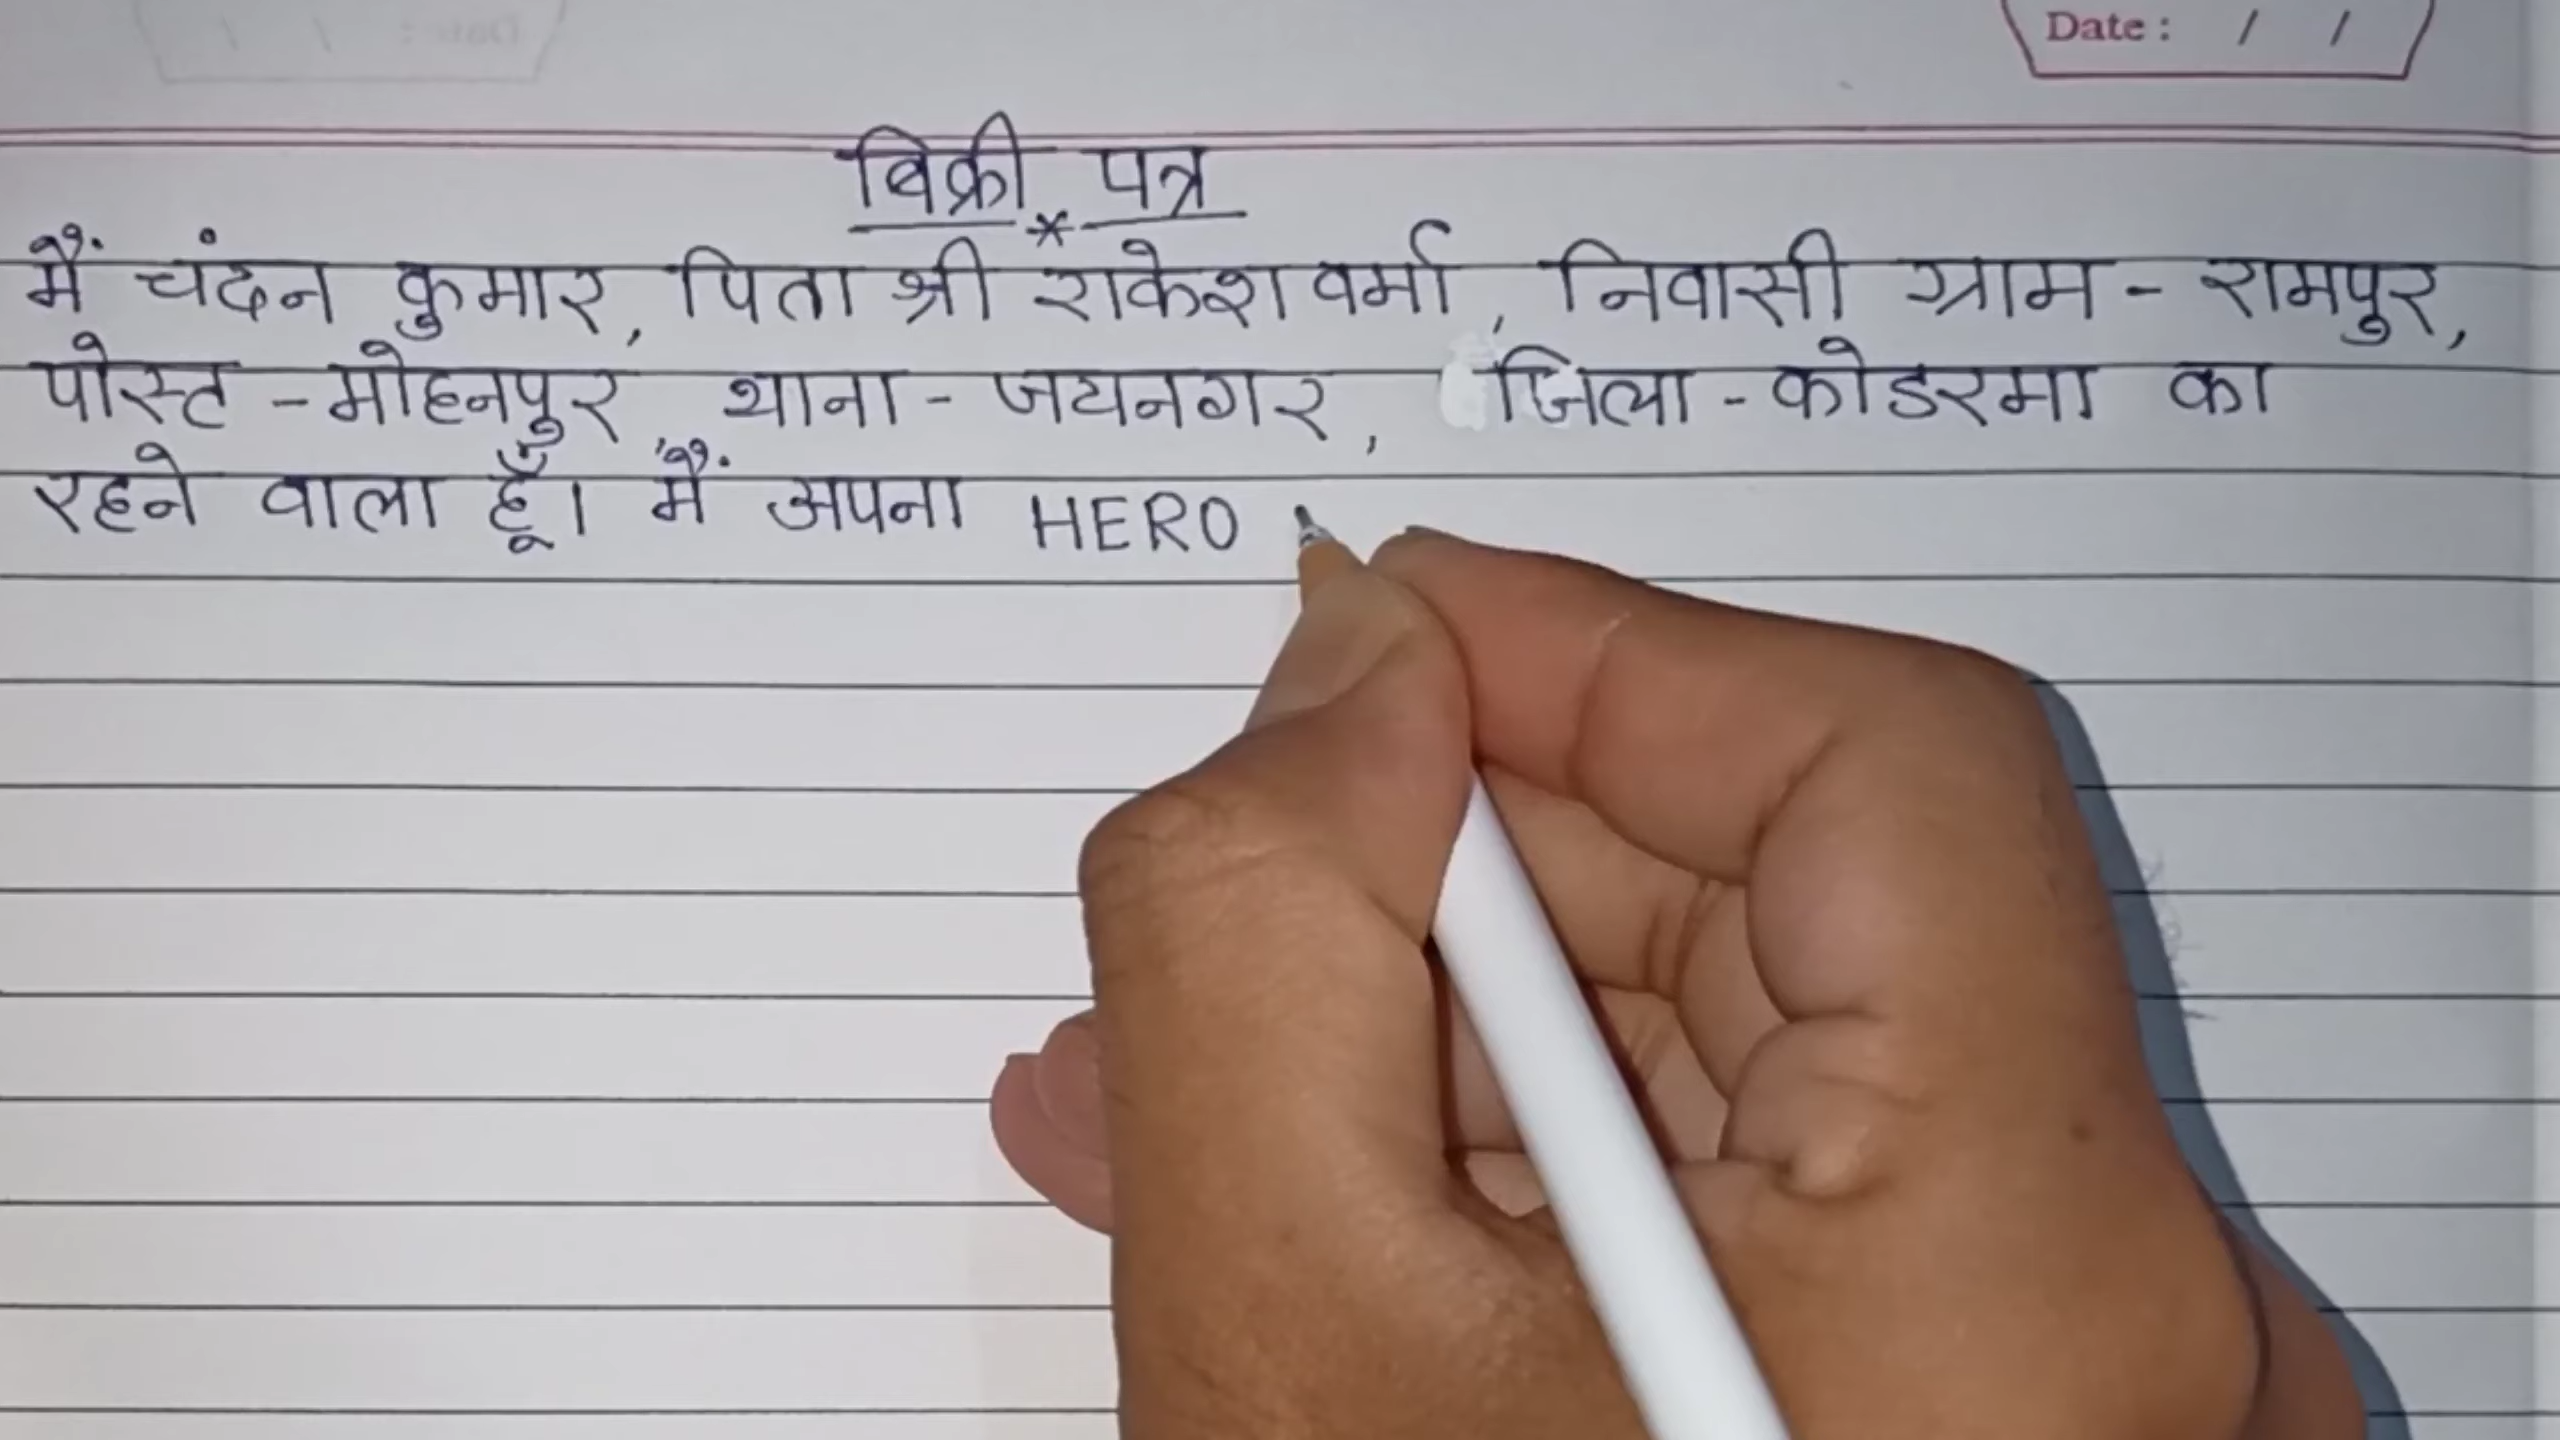 Date : / /
बिक्री पत्र
*
मैं चंदन कुमार, पिता श्री राकेश वर्मा, निवासी ग्राम - रामपुर,
पोस्ट - मोहनपुर, थाना - जयनगर, जिला - कोडरमा का
रहने वाला हूँ। मैं अपना HERO